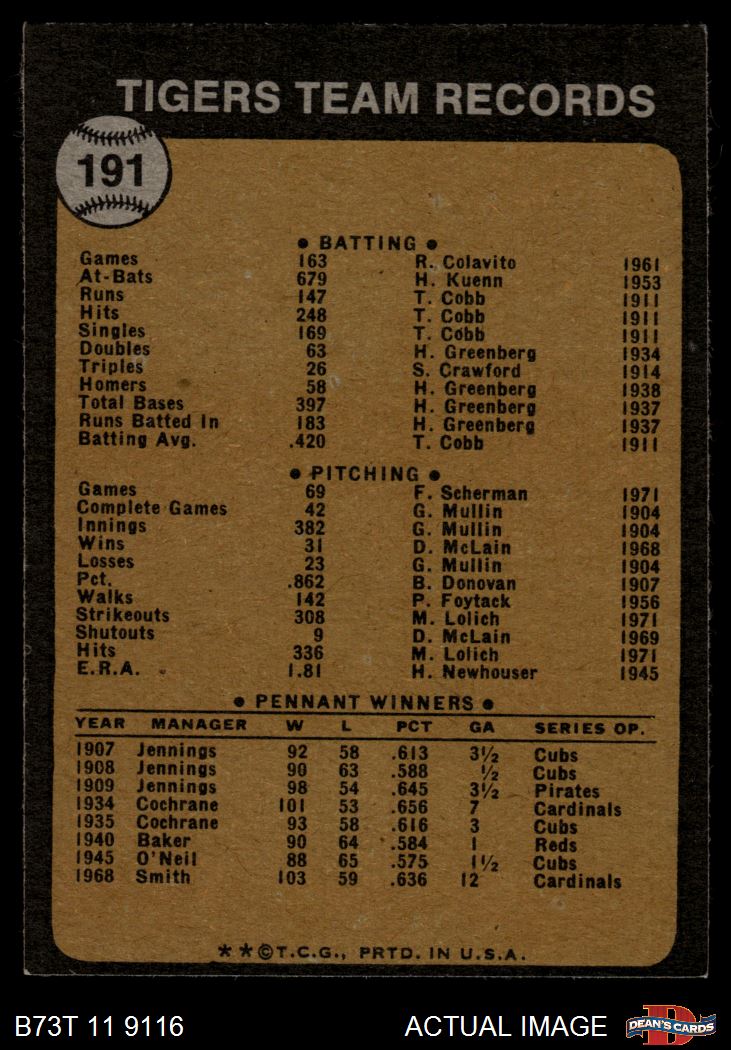 TIGERS TEAM RECORDS
191
• BATTING •
Games 163 R. Colavito 1961
At-Bats 679 H. Kuenn 1953
Runs 147 T. Cobb 1911
Hits 248 T. Cobb 1911
Singles 169 T. Cobb 1911
Doubles 63 H. Greenberg 1934
Triples 26 S. Crawford 1914
Homers 58 H. Greenberg 1938
Total Bases 397 H. Greenberg 1937
Runs Batted In 183 H. Greenberg 1937
Batting Avg. .420 T. Cobb 1911
• PITCHING •
Games 69 F. Scherman 1971
Complete Games 42 G. Mullin 1904
Innings 382 G. Mullin 1904
Wins 31 D. McLain 1968
Losses 23 G. Mullin 1904
Pct. .862 B. Donovan 1907
Walks 142 P. Foytack 1956
Strikeouts 308 M. Lolich 1971
Shutouts 9 D. McLain 1969
Hits 336 M. Lolich 1971
E.R.A. 1.81 H. Newhouser 1945
• PENNANT WINNERS •
YEAR MANAGER W L PCT GA SERIES OP.
1907 Jennings 92 58 .613 3½ Cubs
1908 Jennings 90 63 .588 ½ Cubs
1909 Jennings 98 54 .645 3½ Pirates
1934 Cochrane 101 53 .656 7 Cardinals
1935 Cochrane 93 58 .616 3 Cubs
1940 Baker 90 64 .584 1 Reds
1945 O'Neil 88 65 .575 1½ Cubs
1968 Smith 103 59 .636 12 Cardinals
**©T.C.G., PRTD. IN U.S.A.
B73T 11 9116 ACTUAL IMAGE DEAN'S CARDS